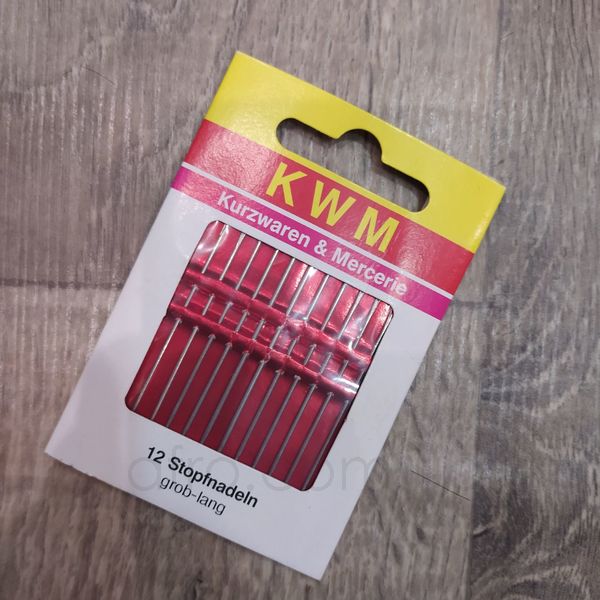 KWM
Kurzwaren & Mercerie
12 Stopfnadeln
grob-lang